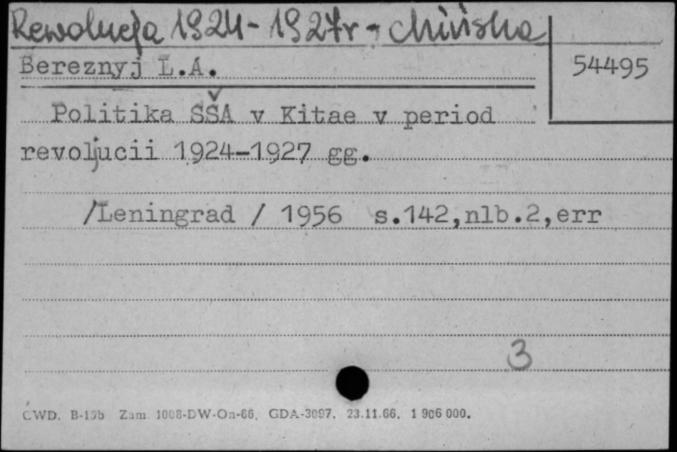 Rewolucja 1924-1927r - chińska
Bereznyj L.A.
54495
Politika SŠA v Kitae v period
revoljucii 1924-1927 gg.
/Leningrad / 1956 s.142,nlb.2,err
3
CWD. B-15b Zam. 1008-DW-On-66. GDA-3097. 23.11.66. 1 906 000.